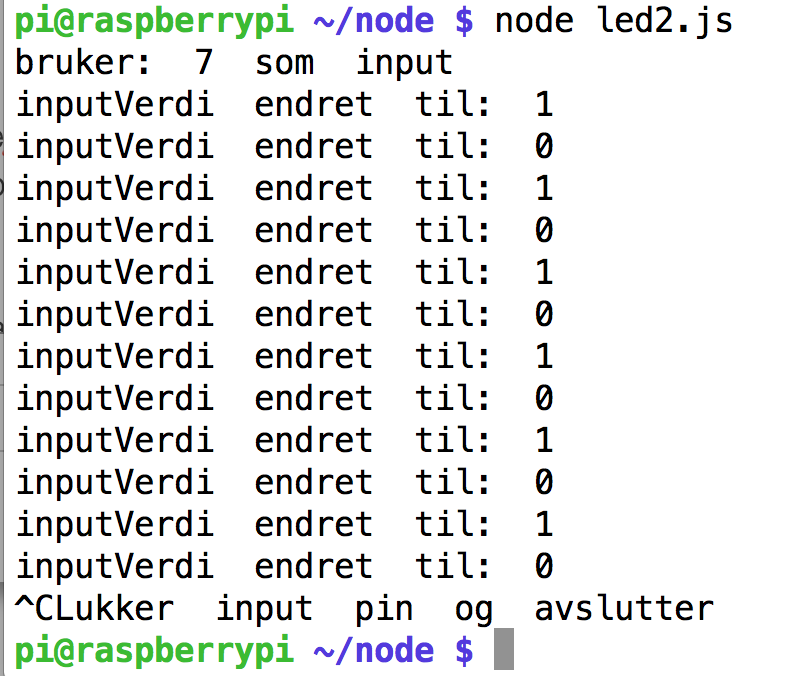 pi@raspberrypi ~/node $ node led2.js
bruker: 7 som input
inputVerdi endret til: 1
inputVerdi endret til: 0
inputVerdi endret til: 1
inputVerdi endret til: 0
inputVerdi endret til: 1
inputVerdi endret til: 0
inputVerdi endret til: 1
inputVerdi endret til: 0
inputVerdi endret til: 1
inputVerdi endret til: 0
inputVerdi endret til: 1
inputVerdi endret til: 0
^CLukker input pin og avslutter
pi@raspberrypi ~/node $